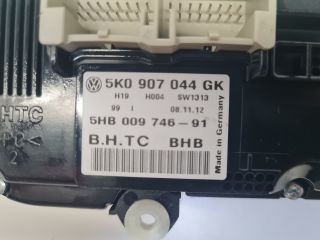 5K0 907 044 GK
H19 H004 SW1313
99 I 08.11.12
5HB 009 746-91
B.H.TC BHB
Made in Germany
HTC
2